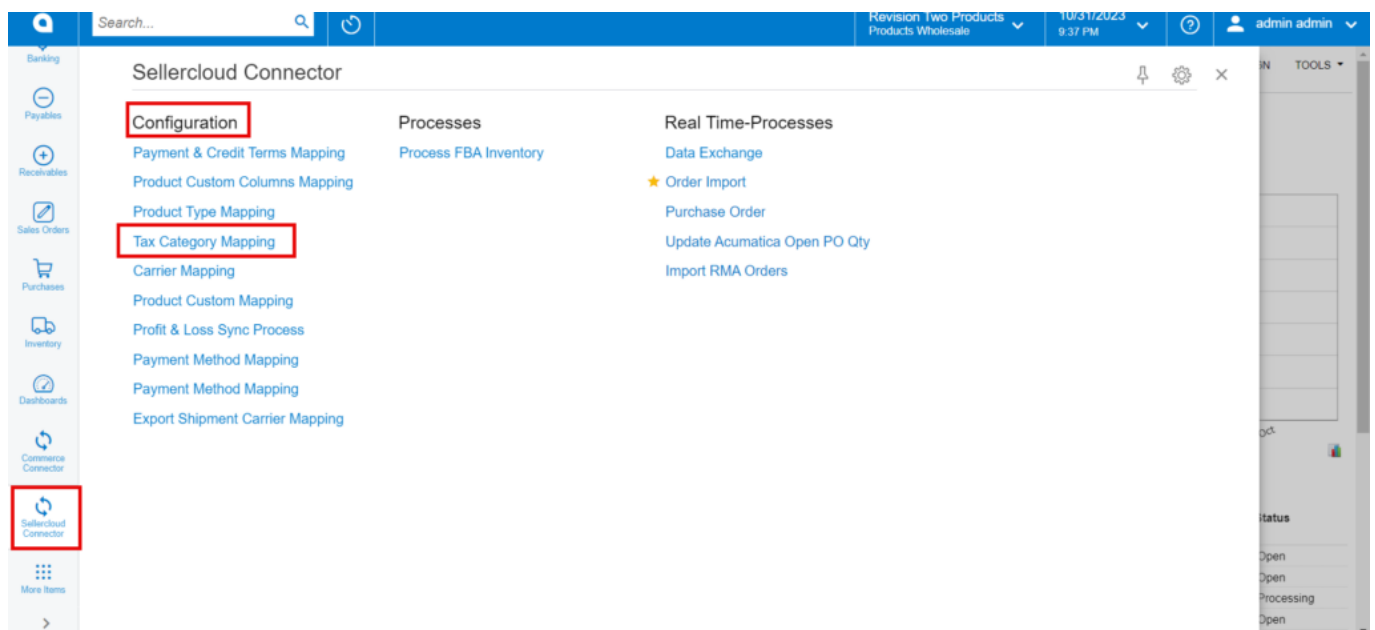 Search...
Revision Two Products
Products Wholesale
10/31/2023
9:37 PM
admin admin
Banking
Payables
Receivables
Sales Orders
Purchases
Inventory
Dashboards
Commerce
Connector
Sellercloud
Connector
More Items
Sellercloud Connector
Configuration
Payment & Credit Terms Mapping
Product Custom Columns Mapping
Product Type Mapping
Tax Category Mapping
Carrier Mapping
Product Custom Mapping
Profit & Loss Sync Process
Payment Method Mapping
Payment Method Mapping
Export Shipment Carrier Mapping
Processes
Process FBA Inventory
Real Time-Processes
Data Exchange
Order Import
Purchase Order
Update Acumatica Open PO Qty
Import RMA Orders
TOOLS
Oct
Status
Open
Open
Processing
Open